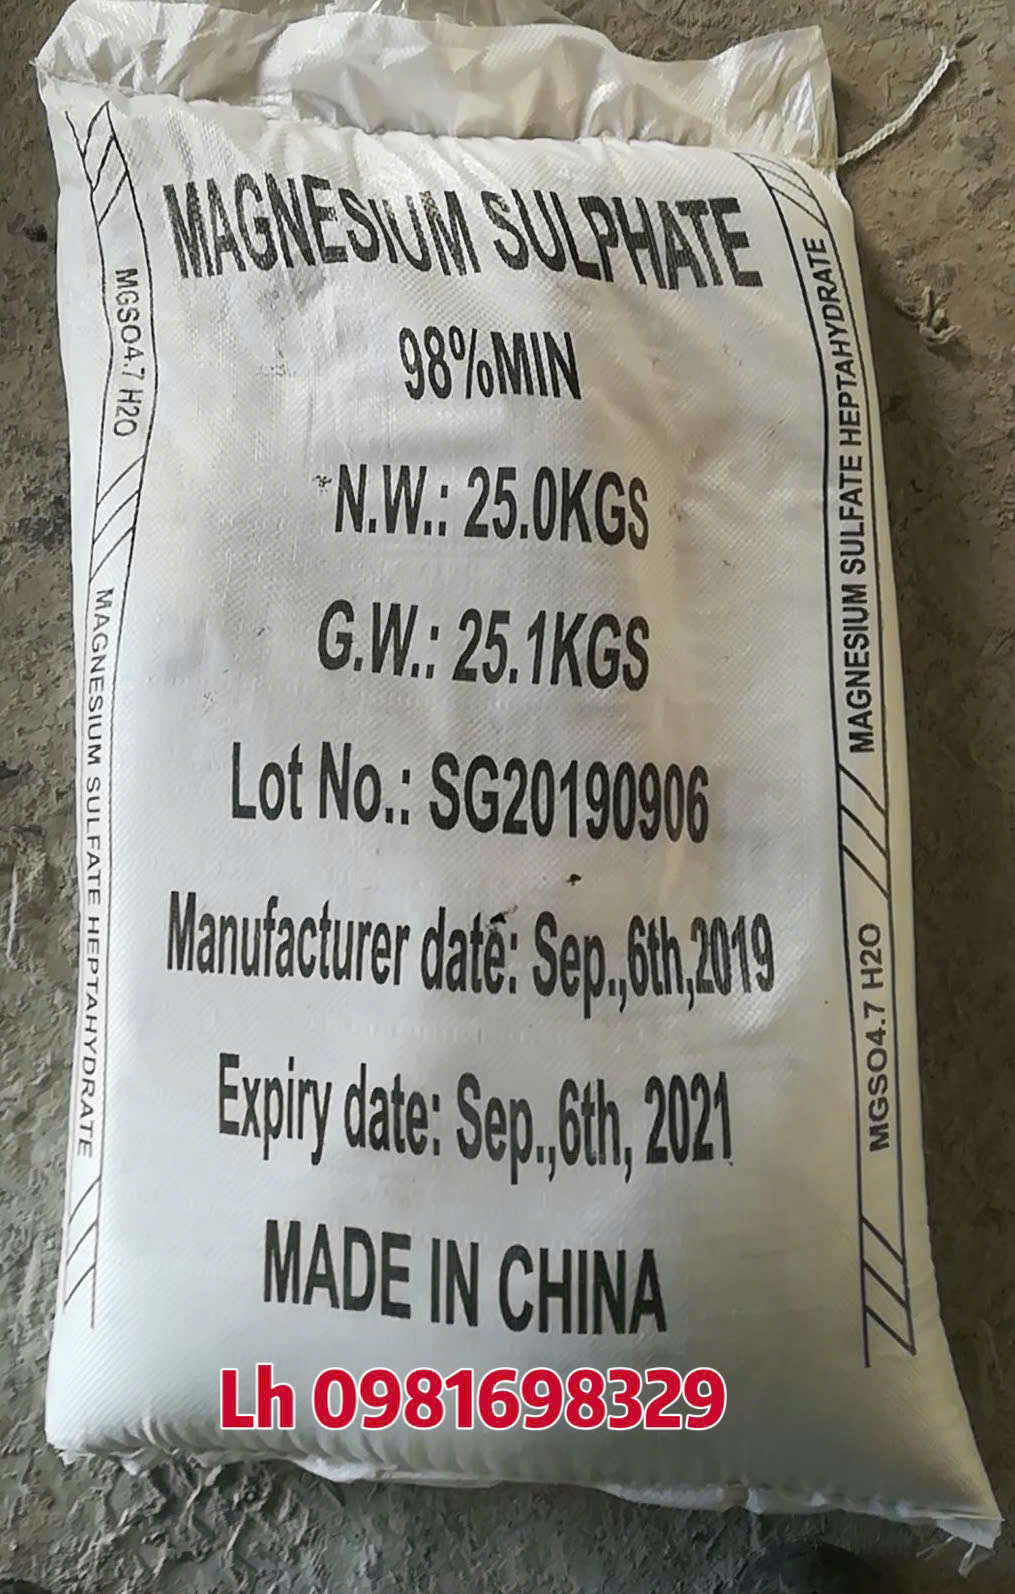 MAGNESIUM SULPHATE
98%MIN
N.W.: 25.0KGS
G.W.: 25.1KGS
Lot No.: SG20190906
Manufacturer date: Sep.,6th,2019
Expiry date: Sep.,6th, 2021
MADE IN CHINA
Lh 0981698329
MGSO4.7 H2O
MAGNESIUM SULFATE HEPTAHYDRATE
MAGNESIUM SULFATE HEPTAHYDRATE
MGSO4.7 H2O